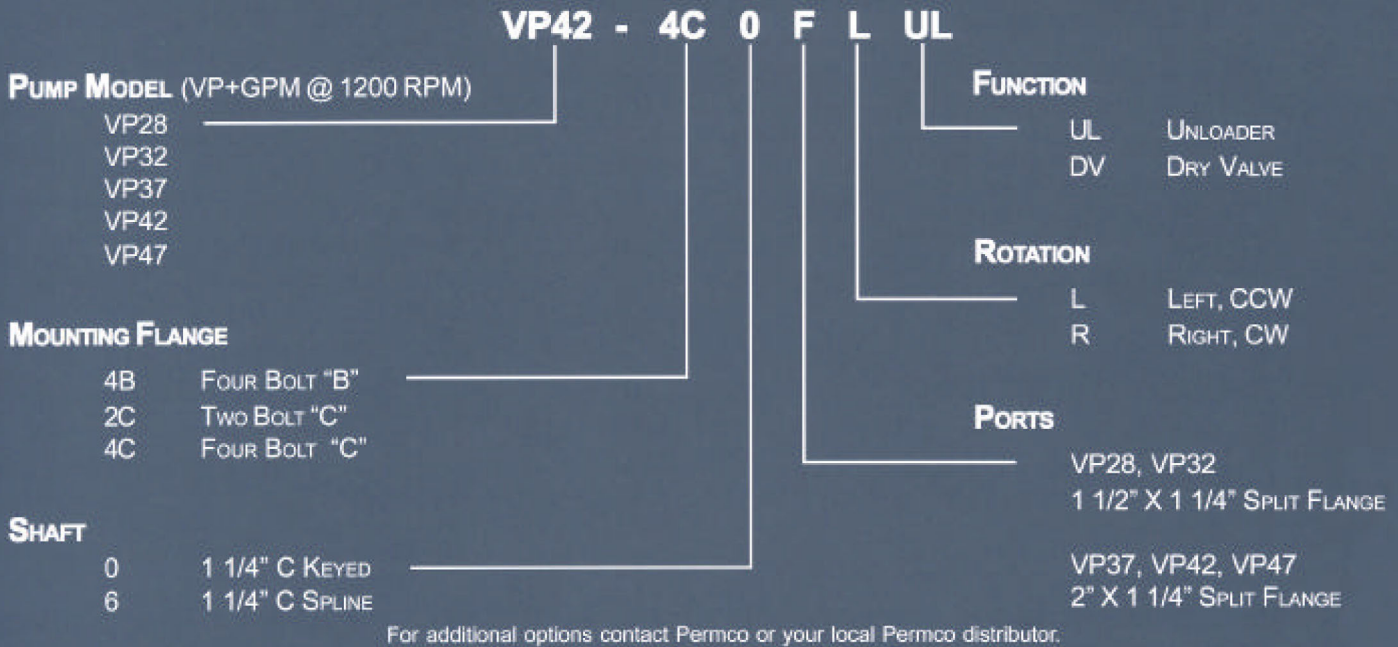 VP42 - 4C 0 F L UL
PUMP MODEL (VP+GPM @ 1200 RPM)
VP28
VP32
VP37
VP42
VP47
MOUNTING FLANGE
4B FOUR BOLT “B”
2C TWO BOLT “C”
4C FOUR BOLT “C”
SHAFT
0 1 1/4” C KEYED
6 1 1/4” C SPLINE
FUNCTION
UL UNLOADER
DV DRY VALVE
ROTATION
L LEFT, CCW
R RIGHT, CW
PORTS
VP28, VP32
1 1/2” X 1 1/4” SPLIT FLANGE
VP37, VP42, VP47
2” X 1 1/4” SPLIT FLANGE
For additional options contact Permco or your local Permco distributor.